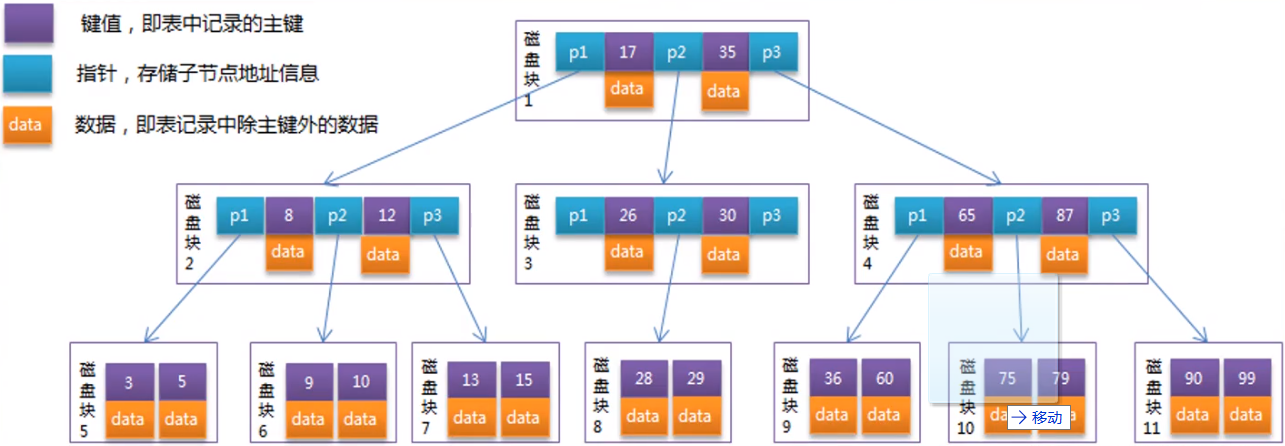 键值，即表中记录的主键
指针，存储子节点地址信息
data 数据，即表记录中除主键外的数据
磁盘块1
p1 17 p2 35 p3
data data
磁盘块2
p1 8 p2 12 p3
data data
磁盘块3
p1 26 p2 30 p3
data data
磁盘块4
p1 65 p2 87 p3
data data
磁盘块5
3 5
data data
磁盘块6
9 10
data data
磁盘块7
13 15
data data
磁盘块8
28 29
data data
磁盘块9
36 60
data data
磁盘块10
75 79
data data
移动
磁盘块11
90 99
data data